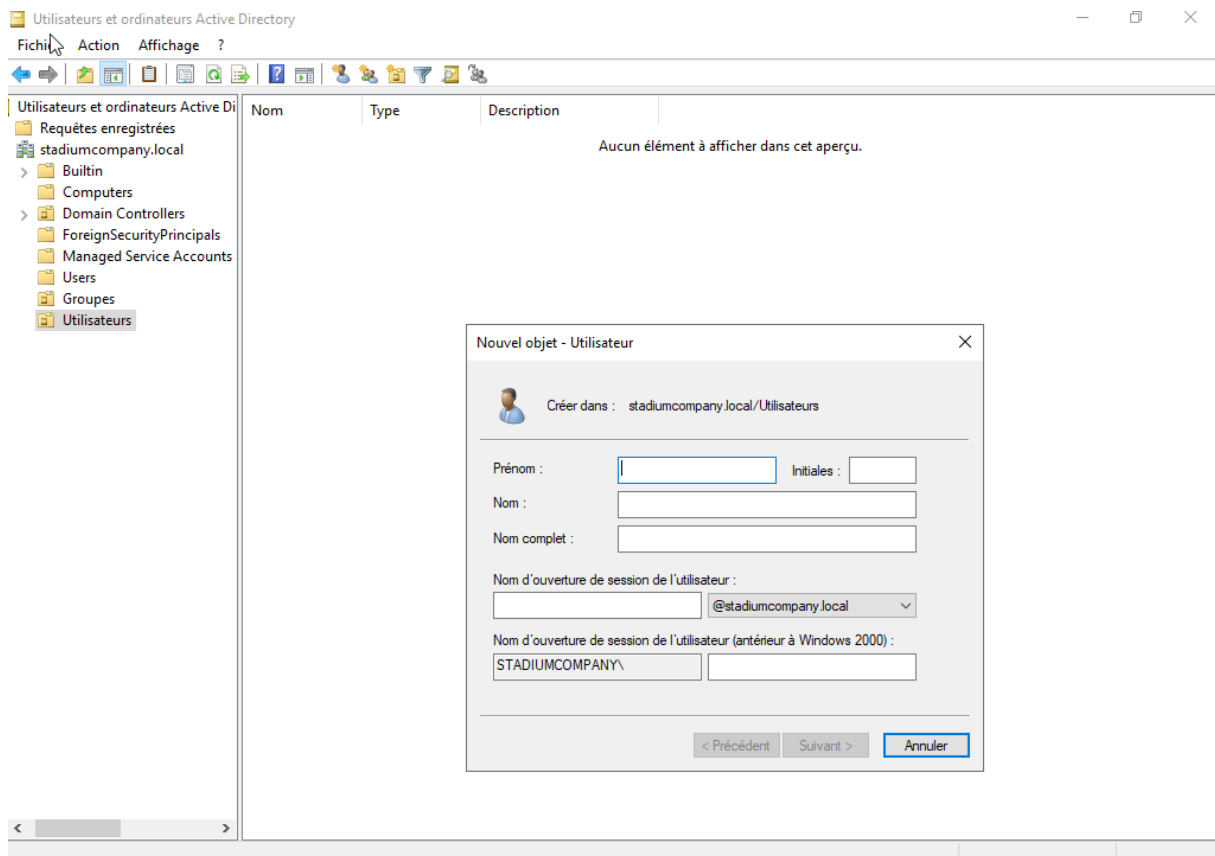 Utilisateurs et ordinateurs Active Directory
Fichier Action Affichage ?
Utilisateurs et ordinateurs Active Di
Requêtes enregistrées
stadiumcompany.local
Builtin
Computers
Domain Controllers
ForeignSecurityPrincipals
Managed Service Accounts
Users
Groupes
Utilisateurs
Nom Type Description
Aucun élément à afficher dans cet aperçu.
Nouvel objet - Utilisateur
Créer dans : stadiumcompany.local/Utilisateurs
Prénom : Initiales :
Nom :
Nom complet :
Nom d'ouverture de session de l'utilisateur :
@stadiumcompany.local
Nom d'ouverture de session de l'utilisateur (antérieur à Windows 2000) :
STADIUMCOMPANY\
< Précédent Suivant > Annuler